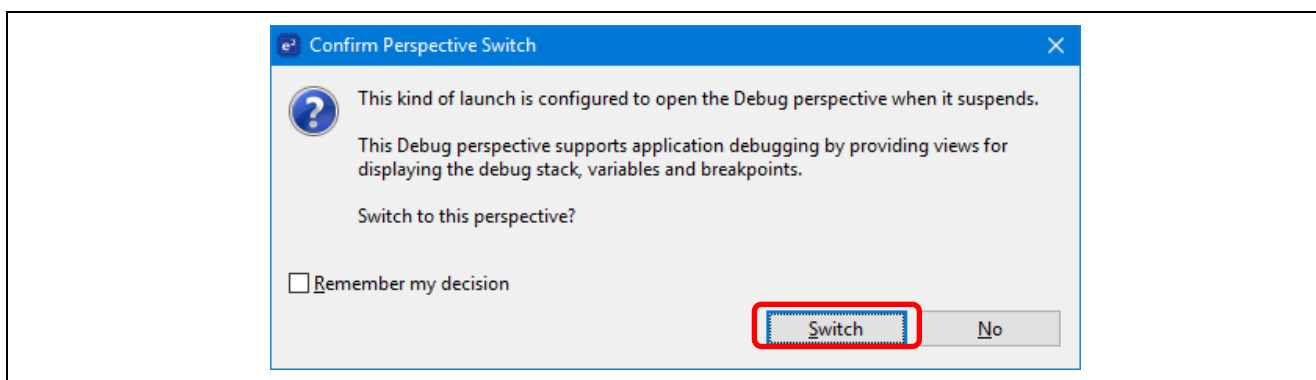 e² Confirm Perspective Switch
This kind of launch is configured to open the Debug perspective when it suspends.
This Debug perspective supports application debugging by providing views for
displaying the debug stack, variables and breakpoints.
Switch to this perspective?
Remember my decision
Switch No